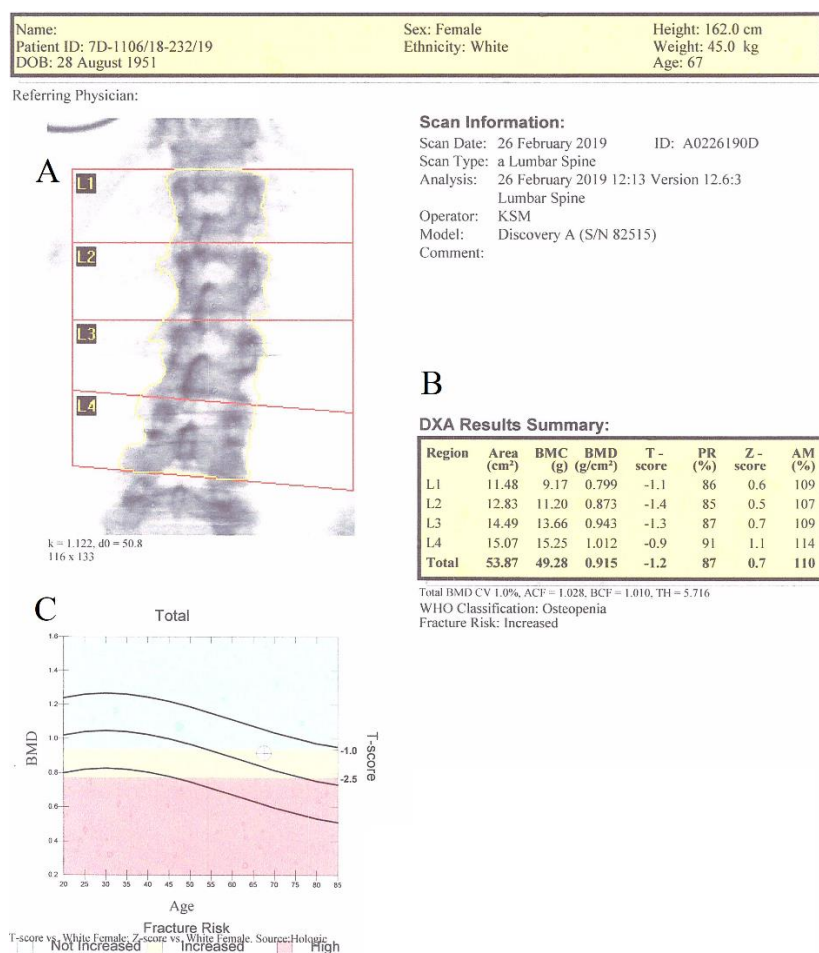 Name: Sex: Female Height: 162.0 cm
Patient ID: 7D-1106/18-232/19 Ethnicity: White Weight: 45.0 kg
DOB: 28 August 1951 Age: 67
Referring Physician:
A
L1
L2
L3
L4
k = 1.122, d0 = 50.8
116 x 133
Scan Information:
Scan Date: 26 February 2019 ID: A0226190D
Scan Type: a Lumbar Spine
Analysis: 26 February 2019 12:13 Version 12.6:3
Lumbar Spine
Operator: KSM
Model: Discovery A (S/N 82515)
Comment:
B
DXA Results Summary:
Region Area (cm²) BMC (g) BMD (g/cm²) T - score PR (%) Z - score AM (%)
L1 11.48 9.17 0.799 -1.1 86 0.6 109
L2 12.83 11.20 0.873 -1.4 85 0.5 107
L3 14.49 13.66 0.943 -1.3 87 0.7 109
L4 15.07 15.25 1.012 -0.9 91 1.1 114
Total 53.87 49.28 0.915 -1.2 87 0.7 110
Total BMD CV 1.0%, ACF = 1.028, BCF = 1.010, TH = 5.716
WHO Classification: Osteopenia
Fracture Risk: Increased
C
Total
1.6
1.4
1.2
1.0
0.8
0.6
0.4
0.2
BMD
-1.0
-2.5
T-score
20 25 30 35 40 45 50 55 60 65 70 75 80 85
Age
Fracture Risk
T-score vs. White Female; Z-score vs. White Female. Source:Hologic
Not Increased Increased High